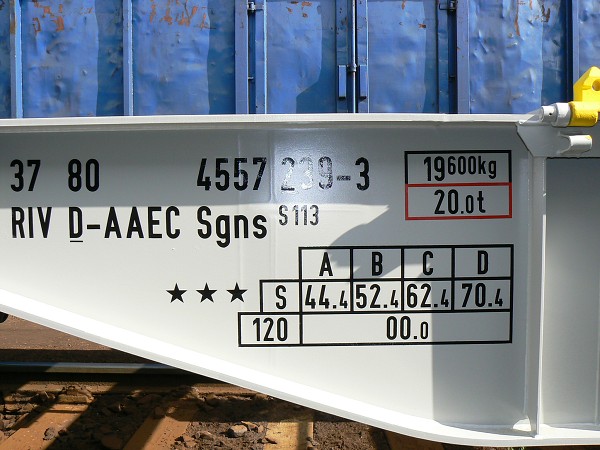 37 80 4557 239-3
RIV D-AAEC Sgns S113
19600kg
20.0t
A B C D
★★★ S 44.4 52.4 62.4 70.4
120 00.0